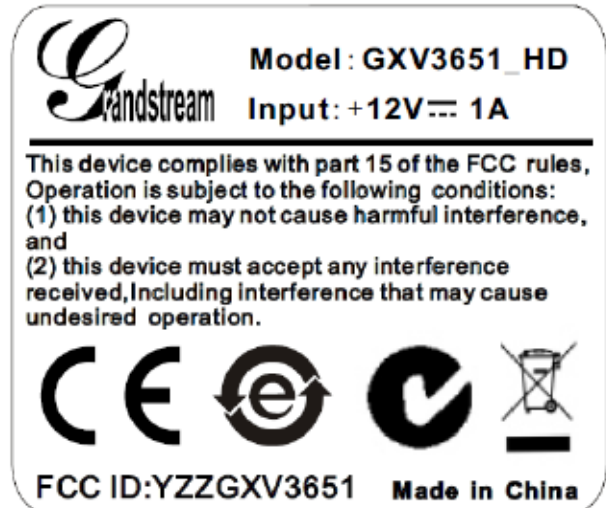 Grandstream
Model: GXV3651_HD
Input: +12V⎓ 1A
This device complies with part 15 of the FCC rules,
Operation is subject to the following conditions:
(1) this device may not cause harmful interference,
and
(2) this device must accept any interference
received,Including interference that may cause
undesired operation.
CE e
FCC ID:YZZGXV3651 Made in China